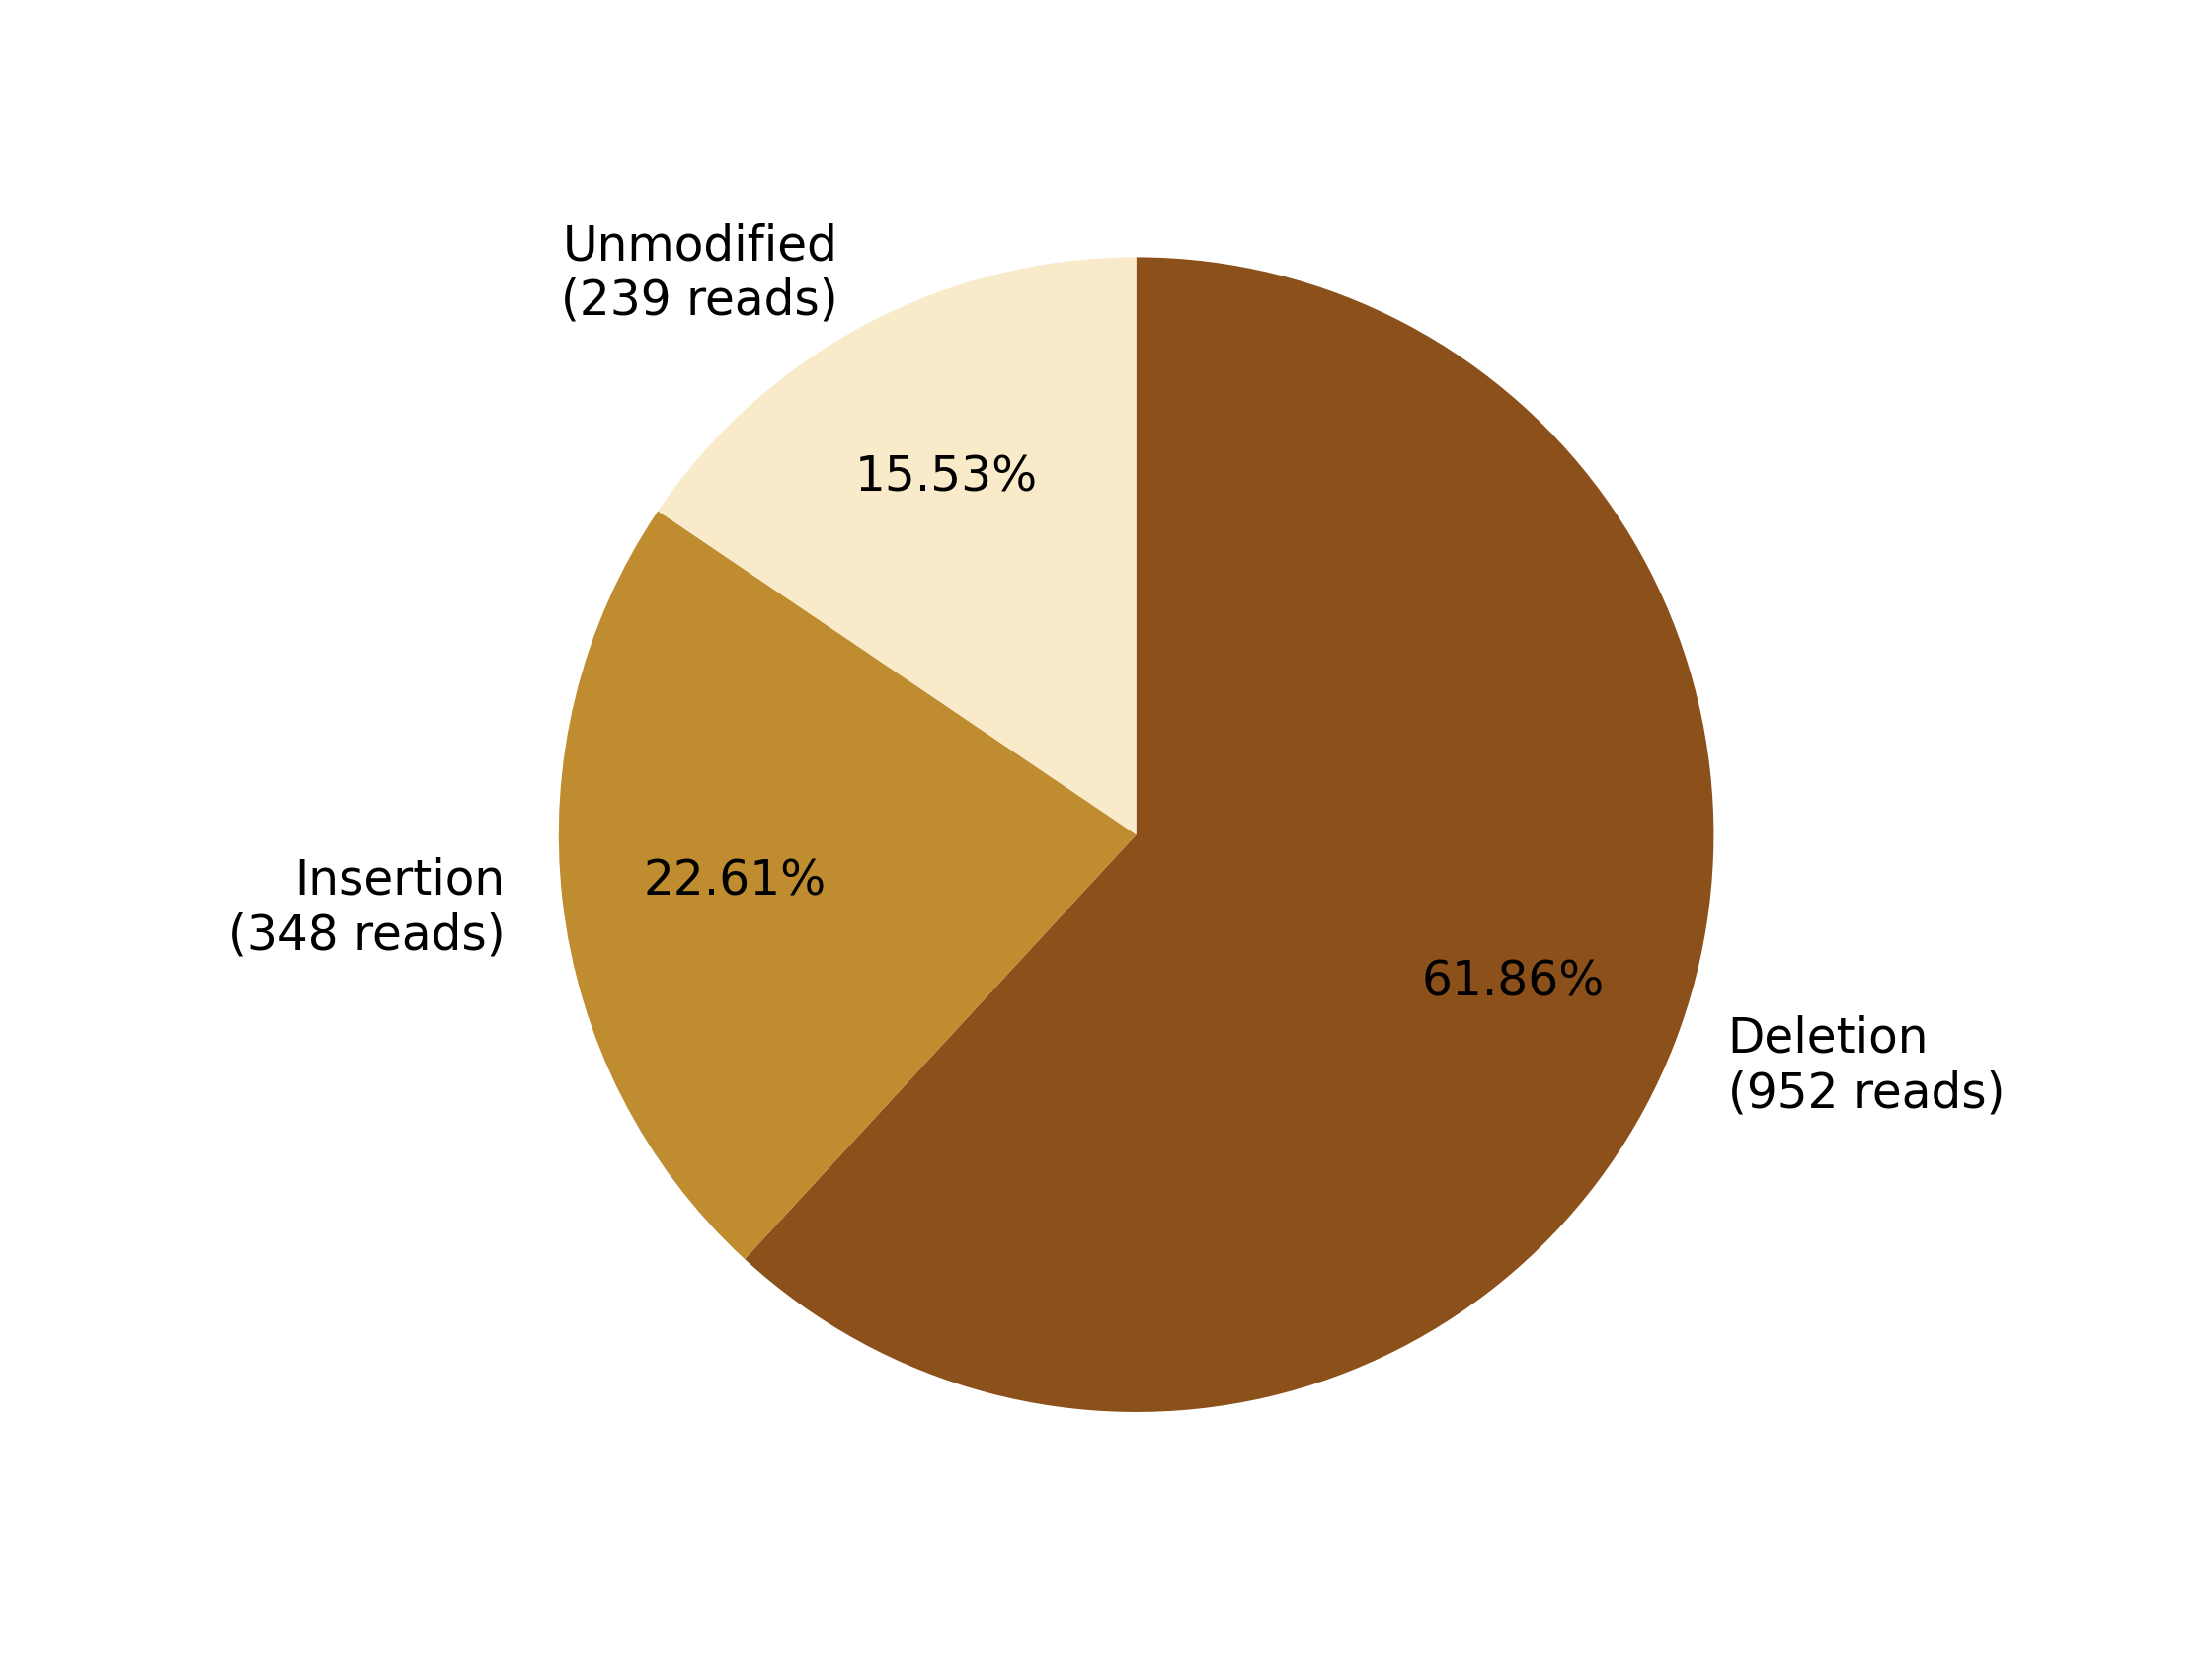 Unmodified
(239 reads)
15.53%
Insertion
(348 reads)
22.61%
61.86%
Deletion
(952 reads)